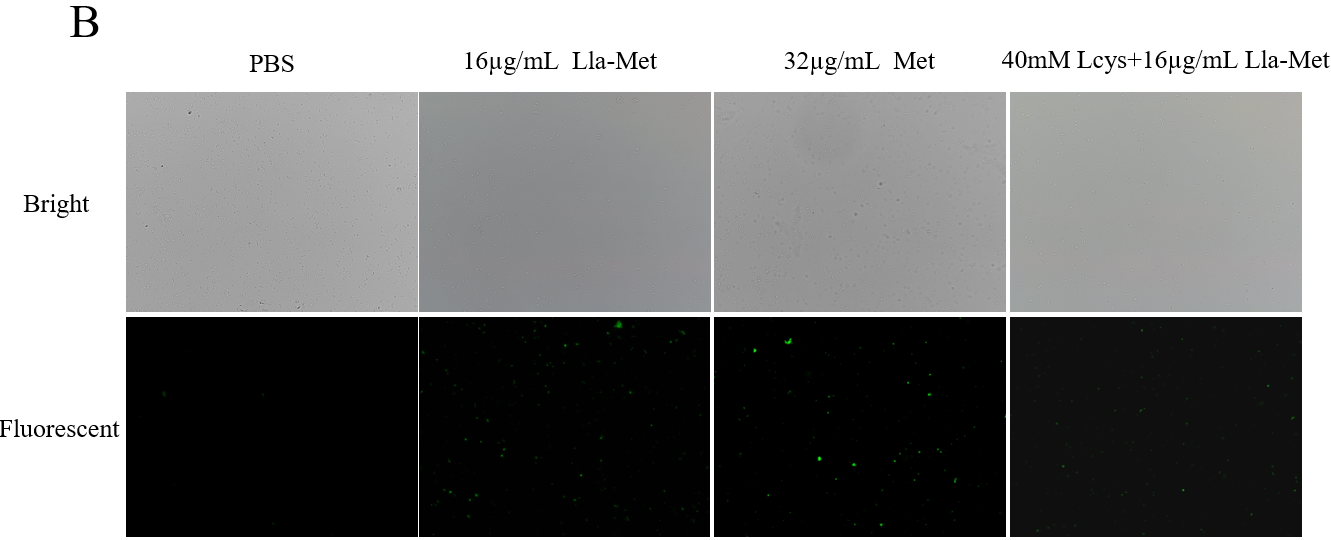 B
PBS
16µg/mL Lla-Met
32µg/mL Met
40mM Lcys+16µg/mL Lla-Met
Bright
Fluorescent